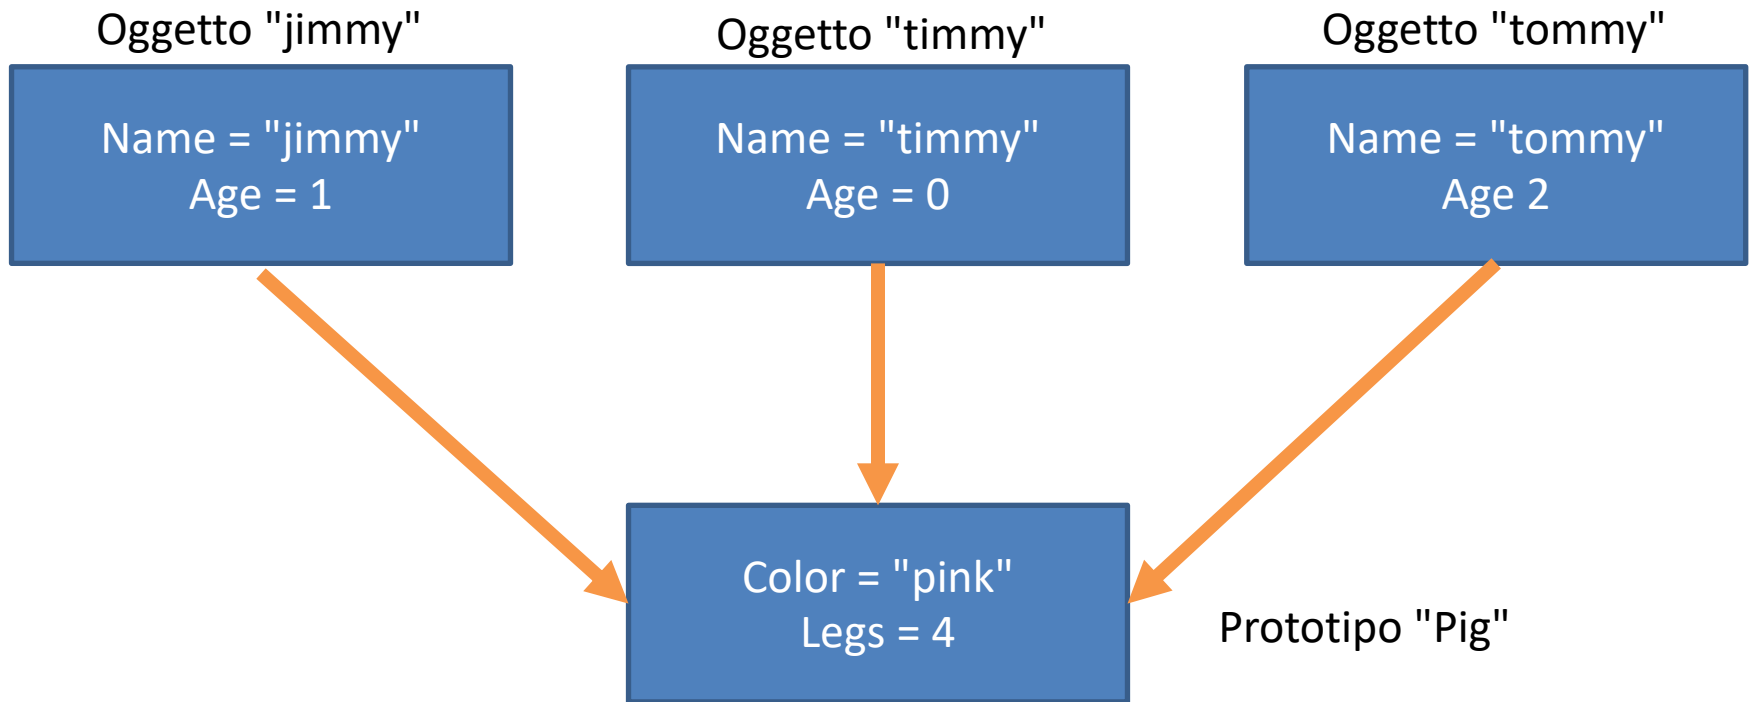 Oggetto "jimmy"
Oggetto "timmy"
Oggetto "tommy"
Name = "jimmy"
Age = 1
Name = "timmy"
Age = 0
Name = "tommy"
Age 2
Color = "pink"
Legs = 4
Prototipo "Pig"